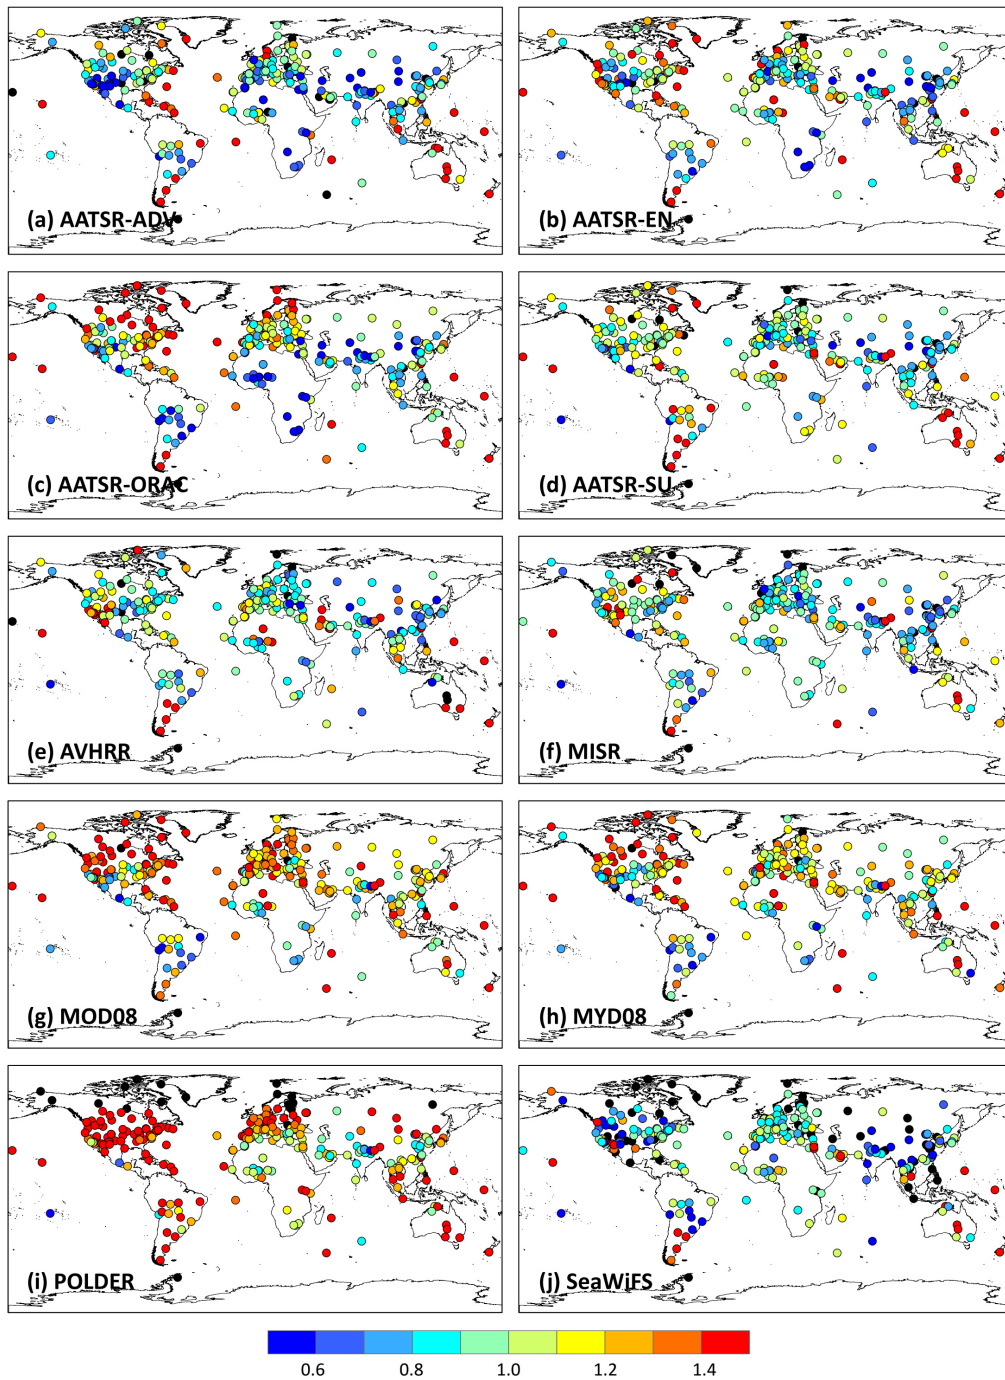 (a) AATSR-ADV
(b) AATSR-EN
(c) AATSR-ORAC
(d) AATSR-SU
(e) AVHRR
(f) MISR
(g) MOD08
(h) MYD08
(i) POLDER
(j) SeaWiFS
0.6 0.8 1.0 1.2 1.4